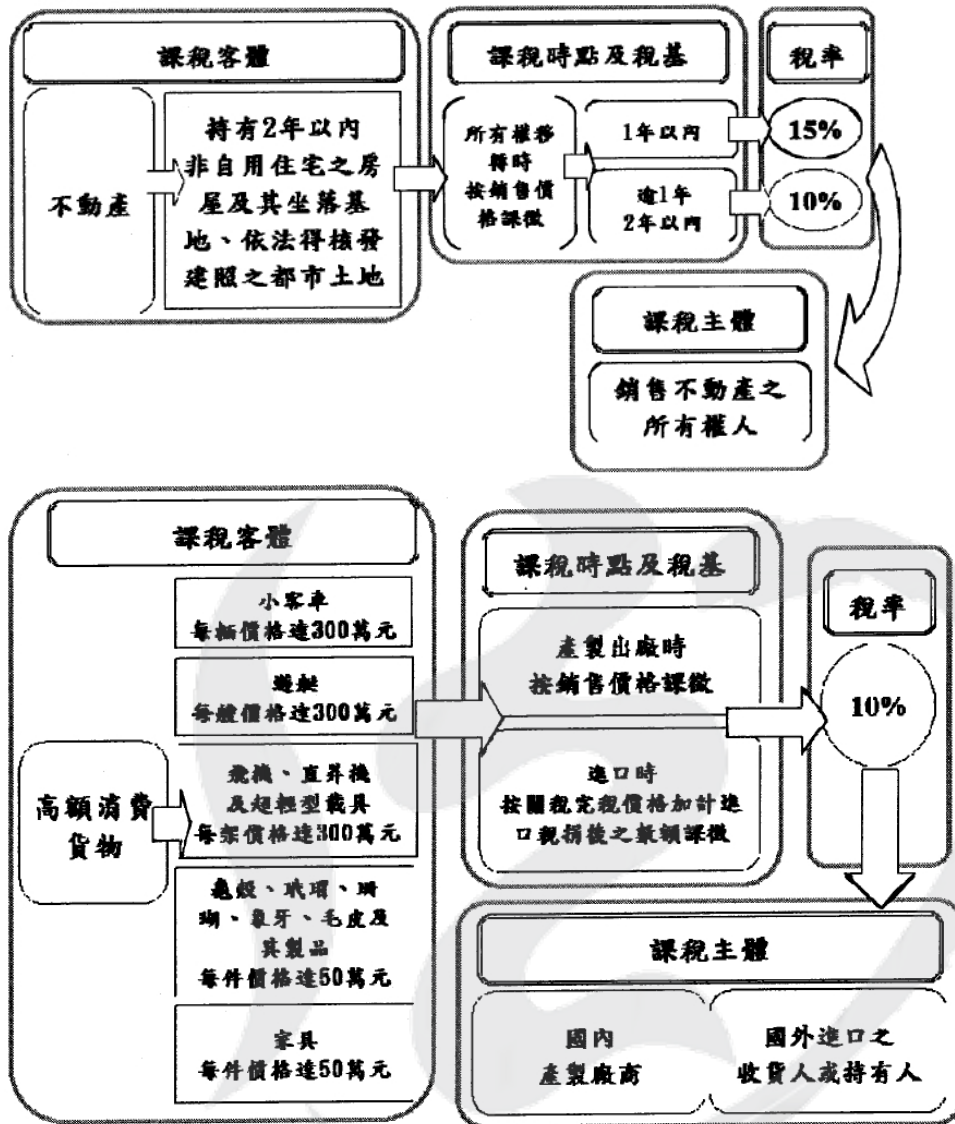 課稅客體
不動產
持有2年以內
非自用住宅之房
屋及其坐落基
地、依法得核發
建照之都市土地
課稅時點及稅基
所有權移
轉時
按銷售價
格課徵
1年以內
逾1年
2年以內
稅率
15%
10%
課稅主體
銷售不動產之
所有權人
課稅客體
高額消費
貨物
小客車
每輛價格達300萬元
遊艇
每艘價格達300萬元
飛機、直昇機
及超輕型載具
每架價格達300萬元
龜殼、玳瑁、珊
瑚、象牙、毛皮及
其製品
每件價格達50萬元
家具
每件價格達50萬元
課稅時點及稅基
產製出廠時
按銷售價格課徵
進口時
按關稅完稅價格加計進
口稅捐後之數額課徵
稅率
10%
課稅主體
國內
產製廠商
國外進口之
收貨人或持有人